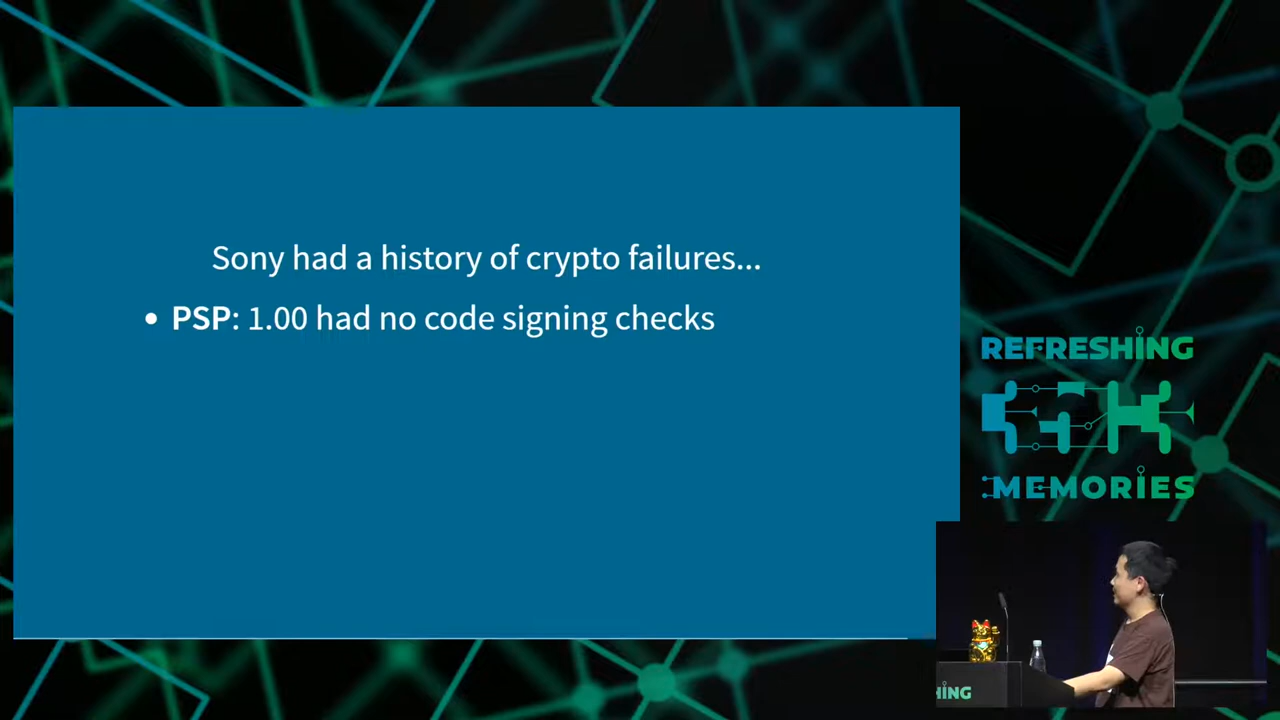 Sony had a history of crypto failures...
• PSP: 1.00 had no code signing checks
REFRESHING
MEMORIES
HING